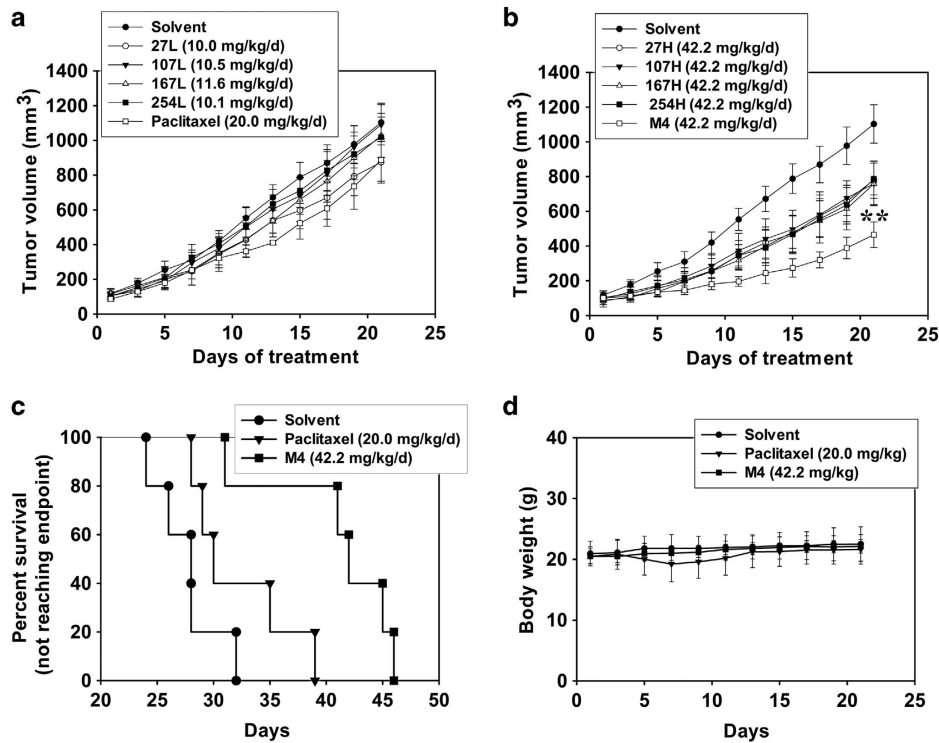 a
Solvent
27L (10.0 mg/kg/d)
107L (10.5 mg/kg/d)
167L (11.6 mg/kg/d)
254L (10.1 mg/kg/d)
Paclitaxel (20.0 mg/kg/d)
Tumor volume (mm3)
1400
1200
1000
800
600
400
200
0
0 5 10 15 20 25
Days of treatment
b
Solvent
27H (42.2 mg/kg/d)
107H (42.2 mg/kg/d)
167H (42.2 mg/kg/d)
254H (42.2 mg/kg/d)
M4 (42.2 mg/kg/d)
Tumor volume (mm3)
1400
1200
1000
800
600
400
200
0
**
0 5 10 15 20 25
Days of treatment
c
Solvent
Paclitaxel (20.0 mg/kg/d)
M4 (42.2 mg/kg/d)
Percent survival
(not reaching endpoint)
100
80
60
40
20
0
20 25 30 35 40 45 50
Days
d
Solvent
Paclitaxel (20.0 mg/kg)
M4 (42.2 mg/kg)
Body weight (g)
40
30
20
10
0
0 5 10 15 20 25
Days